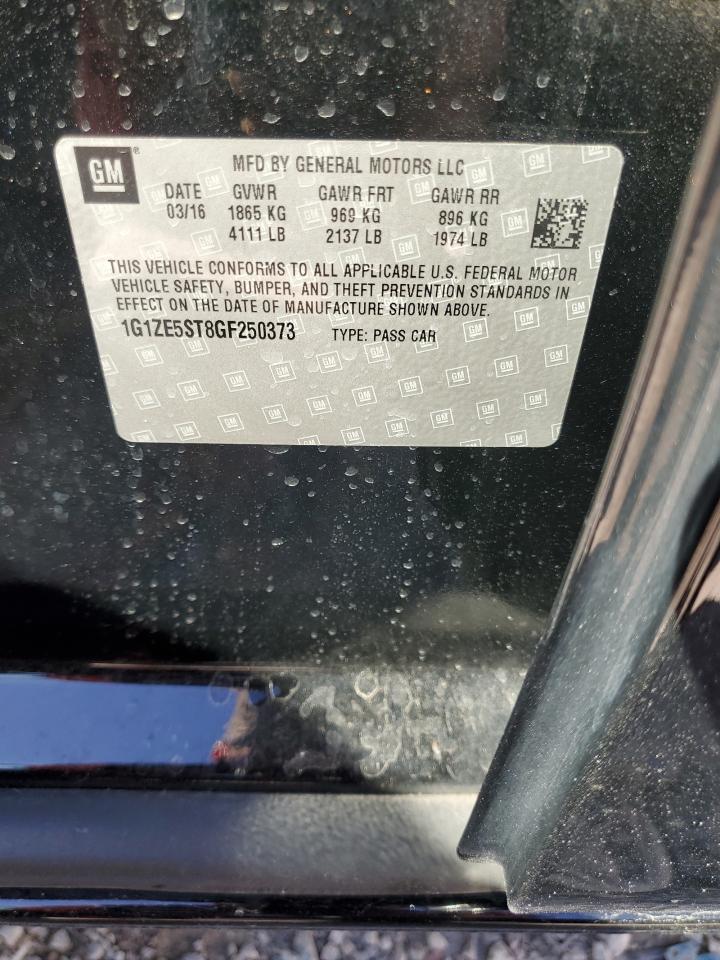 GM® MFD BY GENERAL MOTORS LLC
DATE GVWR GAWR FRT GAWR RR
03/16 1865 KG 969 KG 896 KG
4111 LB 2137 LB 1974 LB
THIS VEHICLE CONFORMS TO ALL APPLICABLE U.S. FEDERAL MOTOR
VEHICLE SAFETY, BUMPER, AND THEFT PREVENTION STANDARDS IN
EFFECT ON THE DATE OF MANUFACTURE SHOWN ABOVE.
1G1ZE5ST8GF250373 TYPE: PASS CAR